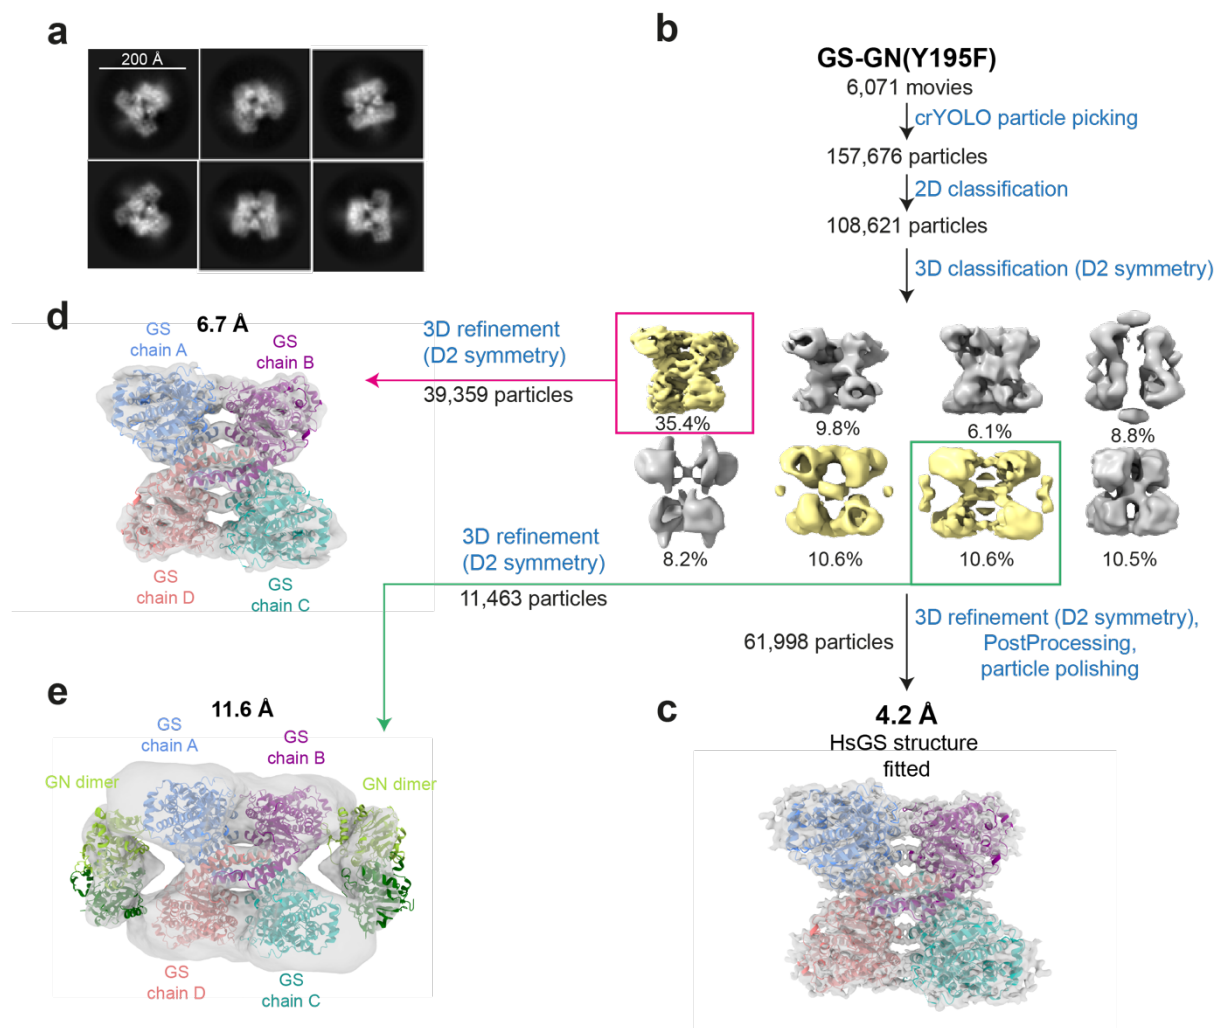 a
200 Å
b
GS-GN(Y195F)
6,071 movies
crYOLO particle picking
157,676 particles
2D classification
108,621 particles
3D classification (D2 symmetry)
35.4%
9.8%
6.1%
8.8%
8.2%
10.6%
10.6%
10.5%
3D refinement
(D2 symmetry)
39,359 particles
d
6.7 Å
GS
chain A
GS
chain B
GS
chain D
GS
chain C
3D refinement
(D2 symmetry)
11,463 particles
61,998 particles
3D refinement (D2 symmetry),
PostProcessing,
particle polishing
e
11.6 Å
GS
chain A
GS
chain B
GN dimer
GN dimer
GS
chain D
GS
chain C
c
4.2 Å
HsGS structure
fitted